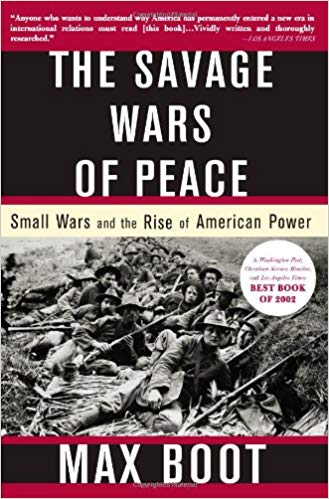 "Anyone who wants to understand why America has permanently entered a new era in
international relations must read [this book]...Vividly written and thoroughly
researched." —LOS ANGELES TIMES
THE SAVAGE
WARS
OF PEACE
Small Wars and the Rise of American Power
A Washington Post,
Christian Science Monitor,
and Los Angeles Times
BEST BOOK
OF 2002
MAX BOOT